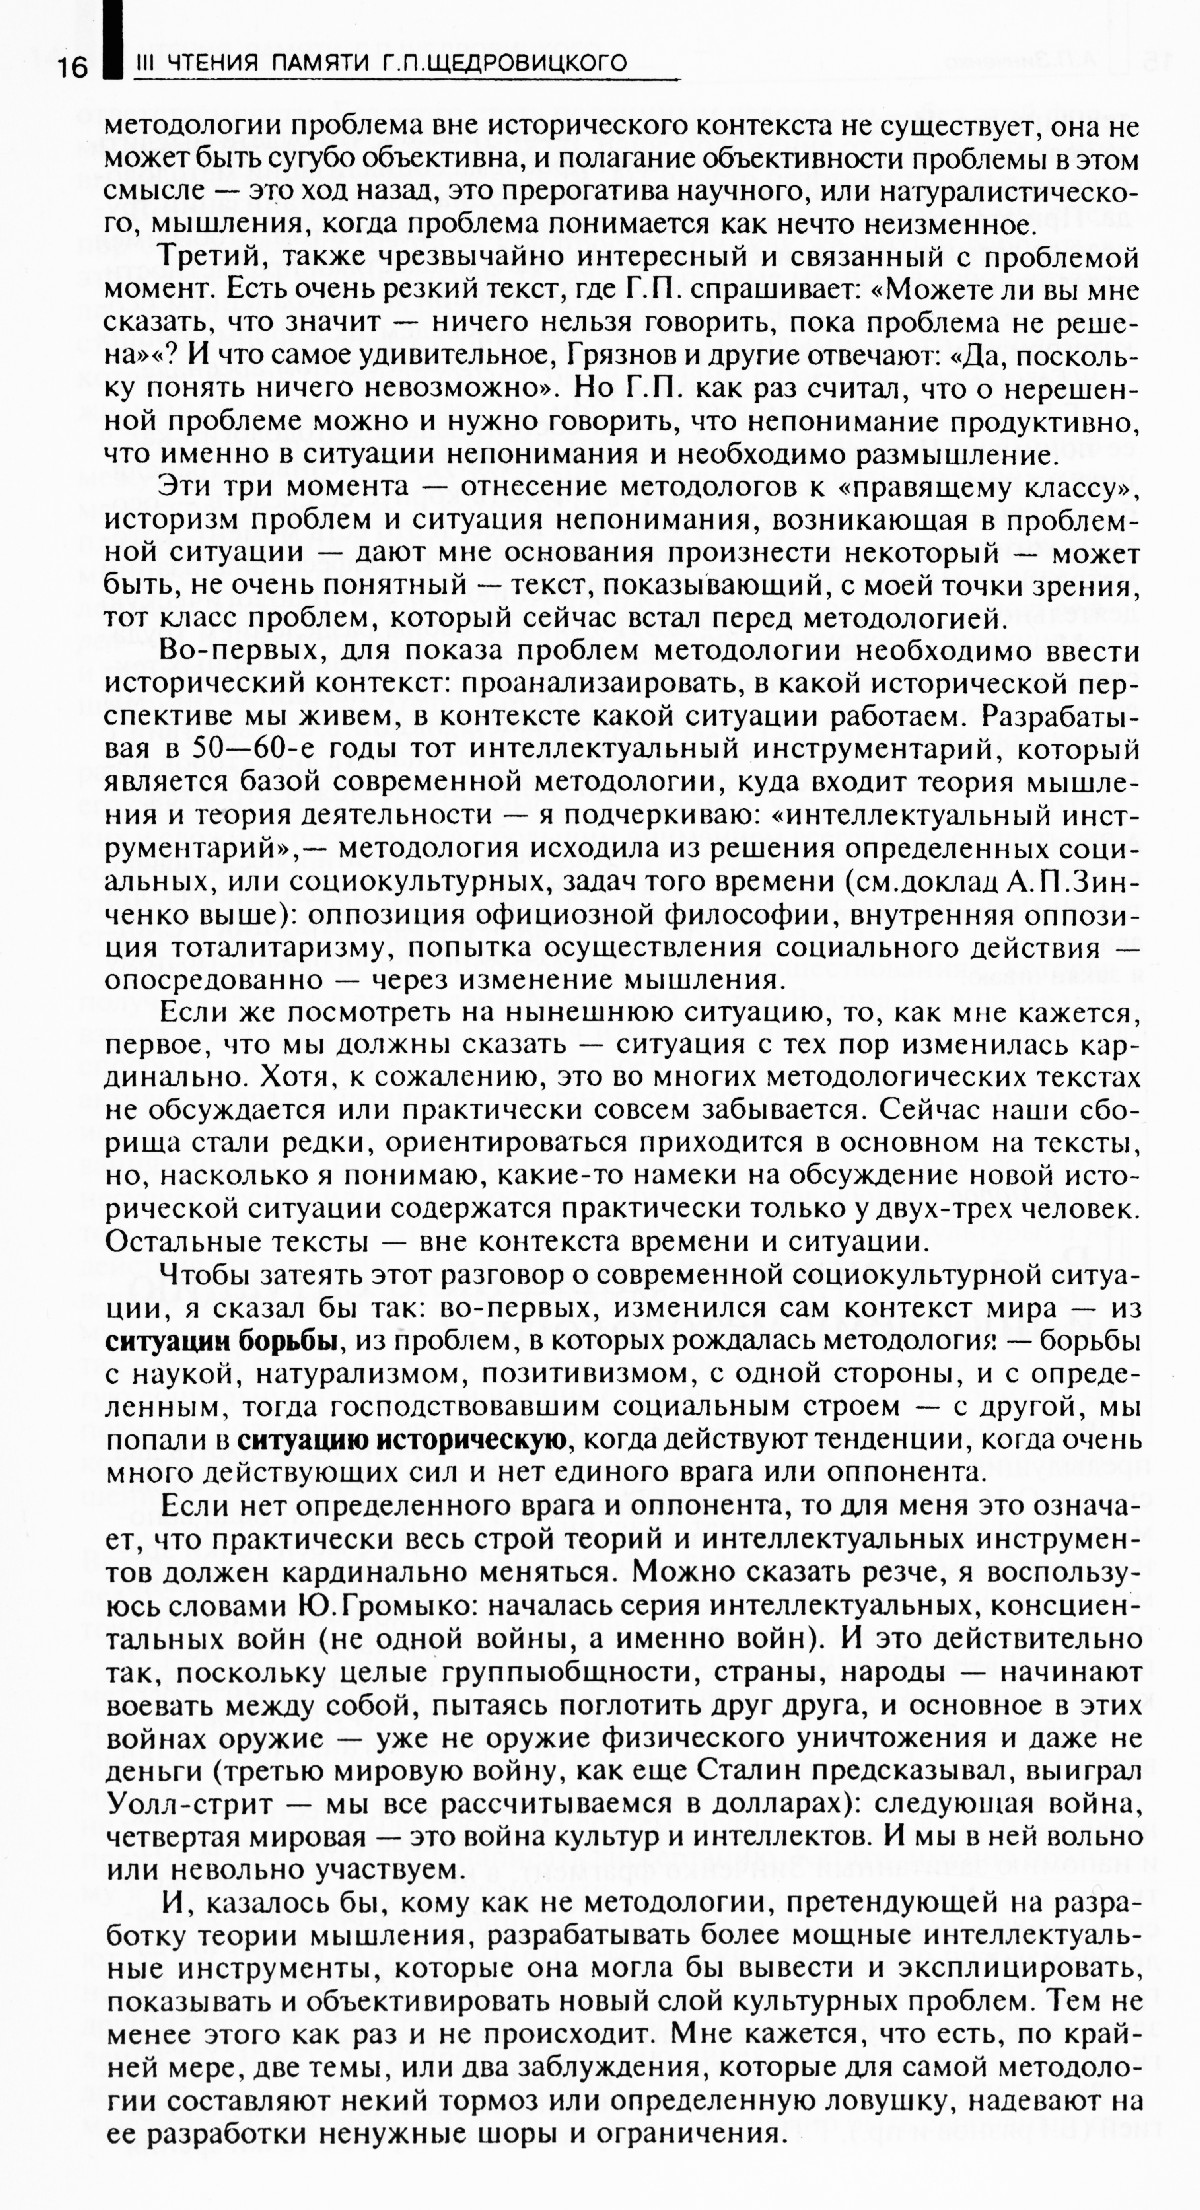 16
III ЧТЕНИЯ ПАМЯТИ Г.П.ЩЕДРОВИЦКОГО
методологии проблема вне исторического контекста не существует, она не
может быть сугубо объективна, и полагание объективности проблемы в этом
смысле — это ход назад, это прерогатива научного, или натуралистическо-
го, мышления, когда проблема понимается как нечто неизменное.
Третий, также чрезвычайно интересный и связанный с проблемой
момент. Есть очень резкий текст, где Г.П. спрашивает: «Можете ли вы мне
сказать, что значит — ничего нельзя говорить, пока проблема не реше-
на»«? И что самое удивительное, Грязнов и другие отвечают: «Да, посколь-
ку понять ничего невозможно». Но Г.П. как раз считал, что о нерешен-
ной проблеме можно и нужно говорить, что непонимание продуктивно,
что именно в ситуации непонимания и необходимо размышление.
Эти три момента — отнесение методологов к «правящему классу»,
историзм проблем и ситуация непонимания, возникающая в проблем-
ной ситуации — дают мне основания произнести некоторый — может
быть, не очень понятный — текст, показывающий, с моей точки зрения,
тот класс проблем, который сейчас встал перед методологией.
Во-первых, для показа проблем методологии необходимо ввести
исторический контекст: проанализаировать, в какой исторической пер-
спективе мы живем, в контексте какой ситуации работаем. Разрабаты-
вая в 50—60-е годы тот интеллектуальный инструментарий, который
является базой современной методологии, куда входит теория мышле-
ния и теория деятельности — я подчеркиваю: «интеллектуальный инст-
рументарий»,— методология исходила из решения определенных соци-
альных, или социокультурных, задач того времени (см.доклад А.П.Зин-
ченко выше): оппозиция официозной философии, внутренняя оппози-
ция тоталитаризму, попытка осуществления социального действия —
опосредованно — через изменение мышления.
Если же посмотреть на нынешнюю ситуацию, то, как мне кажется,
первое, что мы должны сказать — ситуация с тех пор изменилась кар-
динально. Хотя, к сожалению, это во многих методологических текстах
не обсуждается или практически совсем забывается. Сейчас наши сбо-
рища стали редки, ориентироваться приходится в основном на тексты,
но, насколько я понимаю, какие-то намеки на обсуждение новой исто-
рической ситуации содержатся практически только у двух-трех человек.
Остальные тексты — вне контекста времени и ситуации.
Чтобы затеять этот разговор о современной социокультурной ситуа-
ции, я сказал бы так: во-первых, изменился сам контекст мира — из
ситуации борьбы, из проблем, в которых рождалась методология — борьбы
с наукой, натурализмом, позитивизмом, с одной стороны, и с опреде-
ленным, тогда господствовавшим социальным строем — с другой, мы
попали в ситуацию историческую, когда действуют тенденции, когда очень
много действующих сил и нет единого врага или оппонента.
Если нет определенного врага и оппонента, то для меня это означа-
ет, что практически весь строй теорий и интеллектуальных инструмен-
тов должен кардинально меняться. Можно сказать резче, я воспользу-
юсь словами Ю.Громыко: началась серия интеллектуальных, консциен-
тальных войн (не одной войны, а именно войн). И это действительно
так, поскольку целые группыобщности, страны, народы — начинают
воевать между собой, пытаясь поглотить друг друга, и основное в этих
войнах оружие — уже не оружие физического уничтожения и даже не
деньги (третью мировую войну, как еще Сталин предсказывал, выиграл
Уолл-стрит — мы все рассчитываемся в долларах): следующая война,
четвертая мировая — это война культур и интеллектов. И мы в ней вольно
или невольно участвуем.
И, казалось бы, кому как не методологии, претендующей на разра-
ботку теории мышления, разрабатывать более мощные интеллектуаль-
ные инструменты, которые она могла бы вывести и эксплицировать,
показывать и объективировать новый слой культурных проблем. Тем не
менее этого как раз и не происходит. Мне кажется, что есть, по край-
ней мере, две темы, или два заблуждения, которые для самой методоло-
гии составляют некий тормоз или определенную ловушку, надевают на
ее разработки ненужные шоры и ограничения.